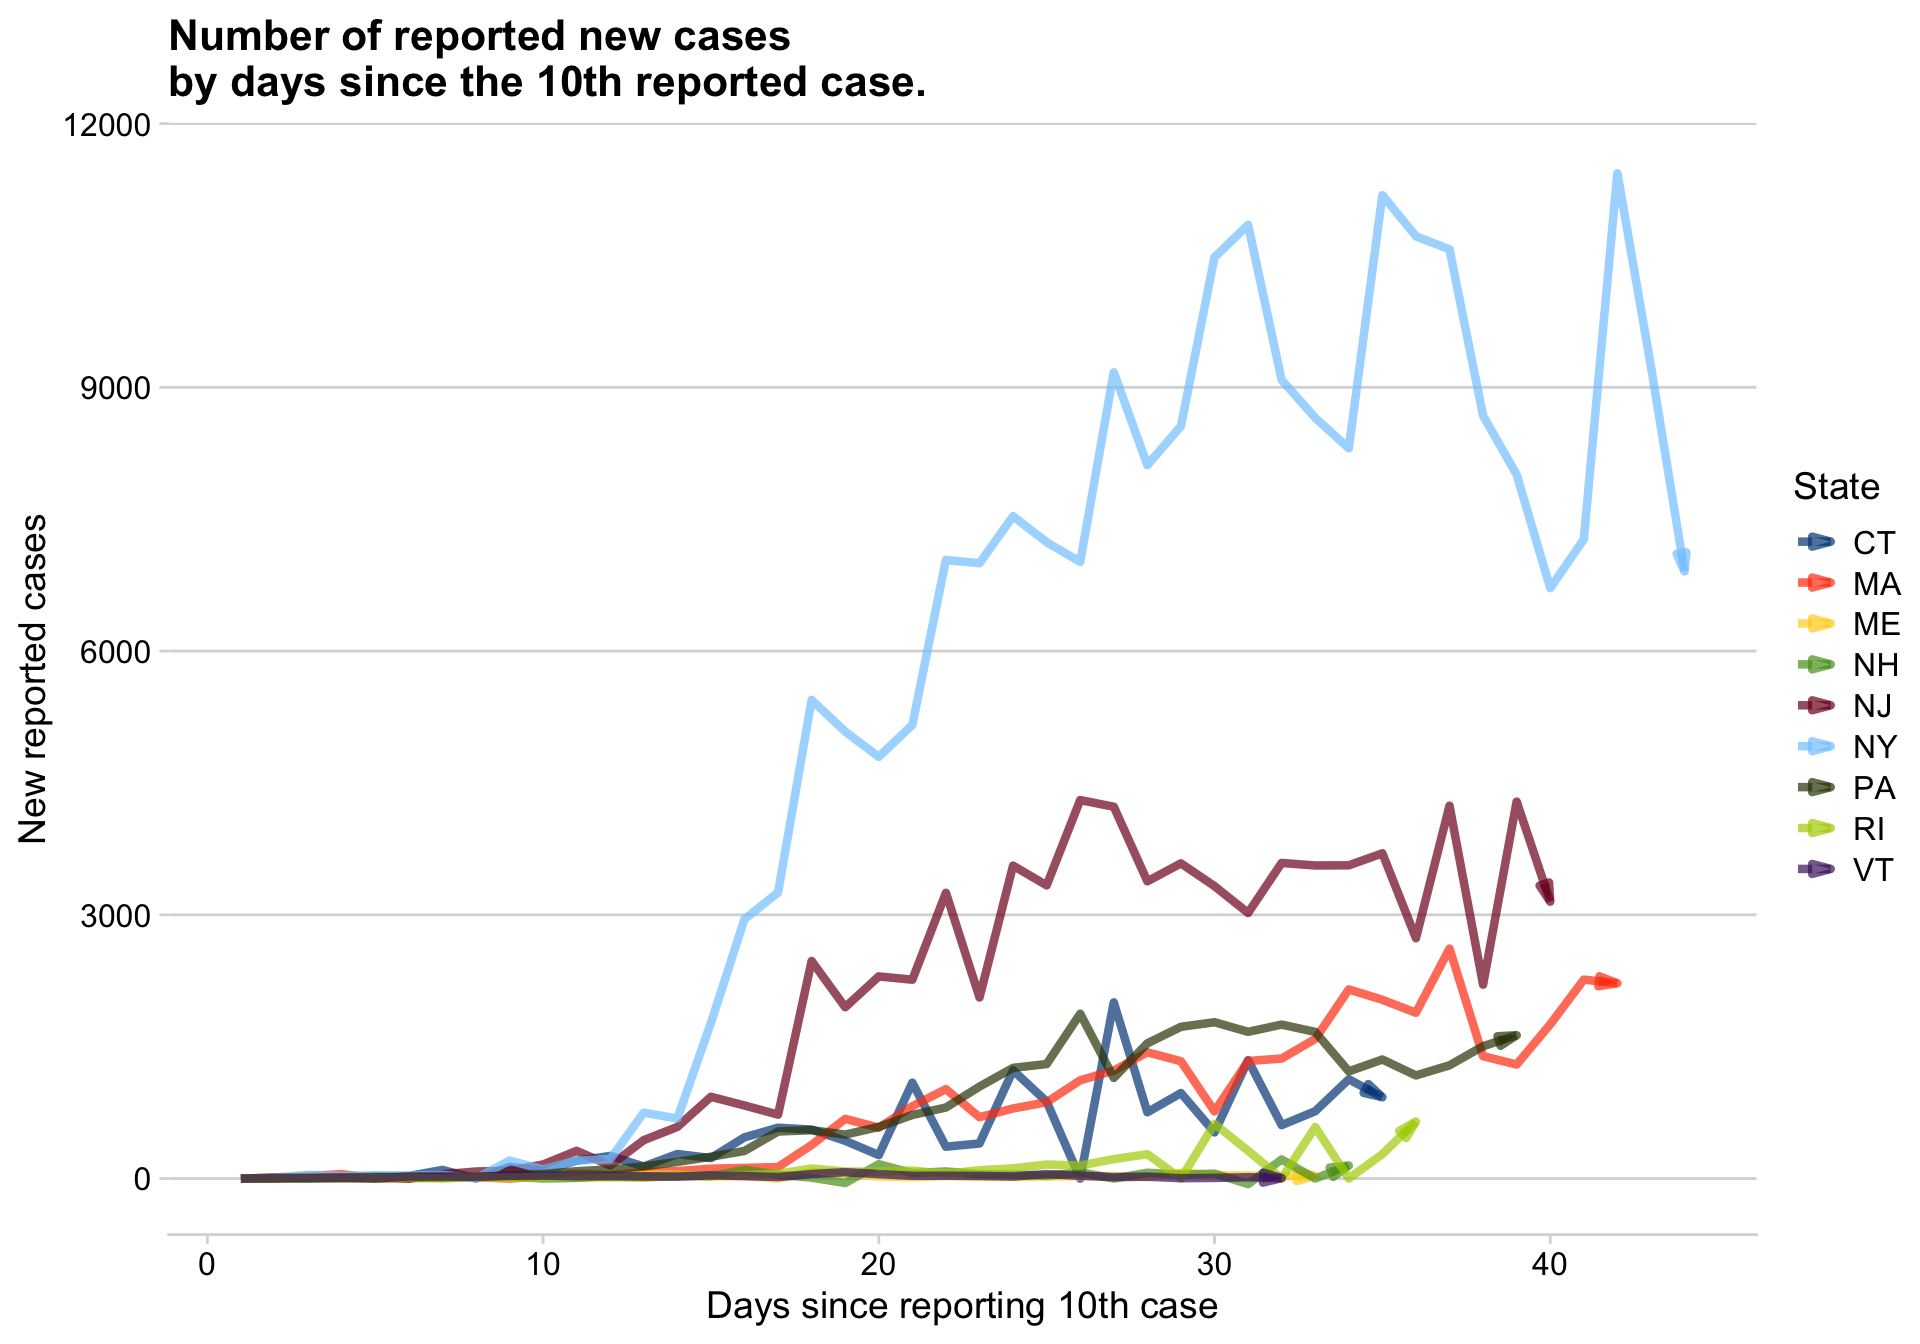 Number of reported new cases
by days since the 10th reported case.
12000
9000
6000
3000
0
New reported cases
0 10 20 30 40
Days since reporting 10th case
State
CT
MA
ME
NH
NJ
NY
PA
RI
VT